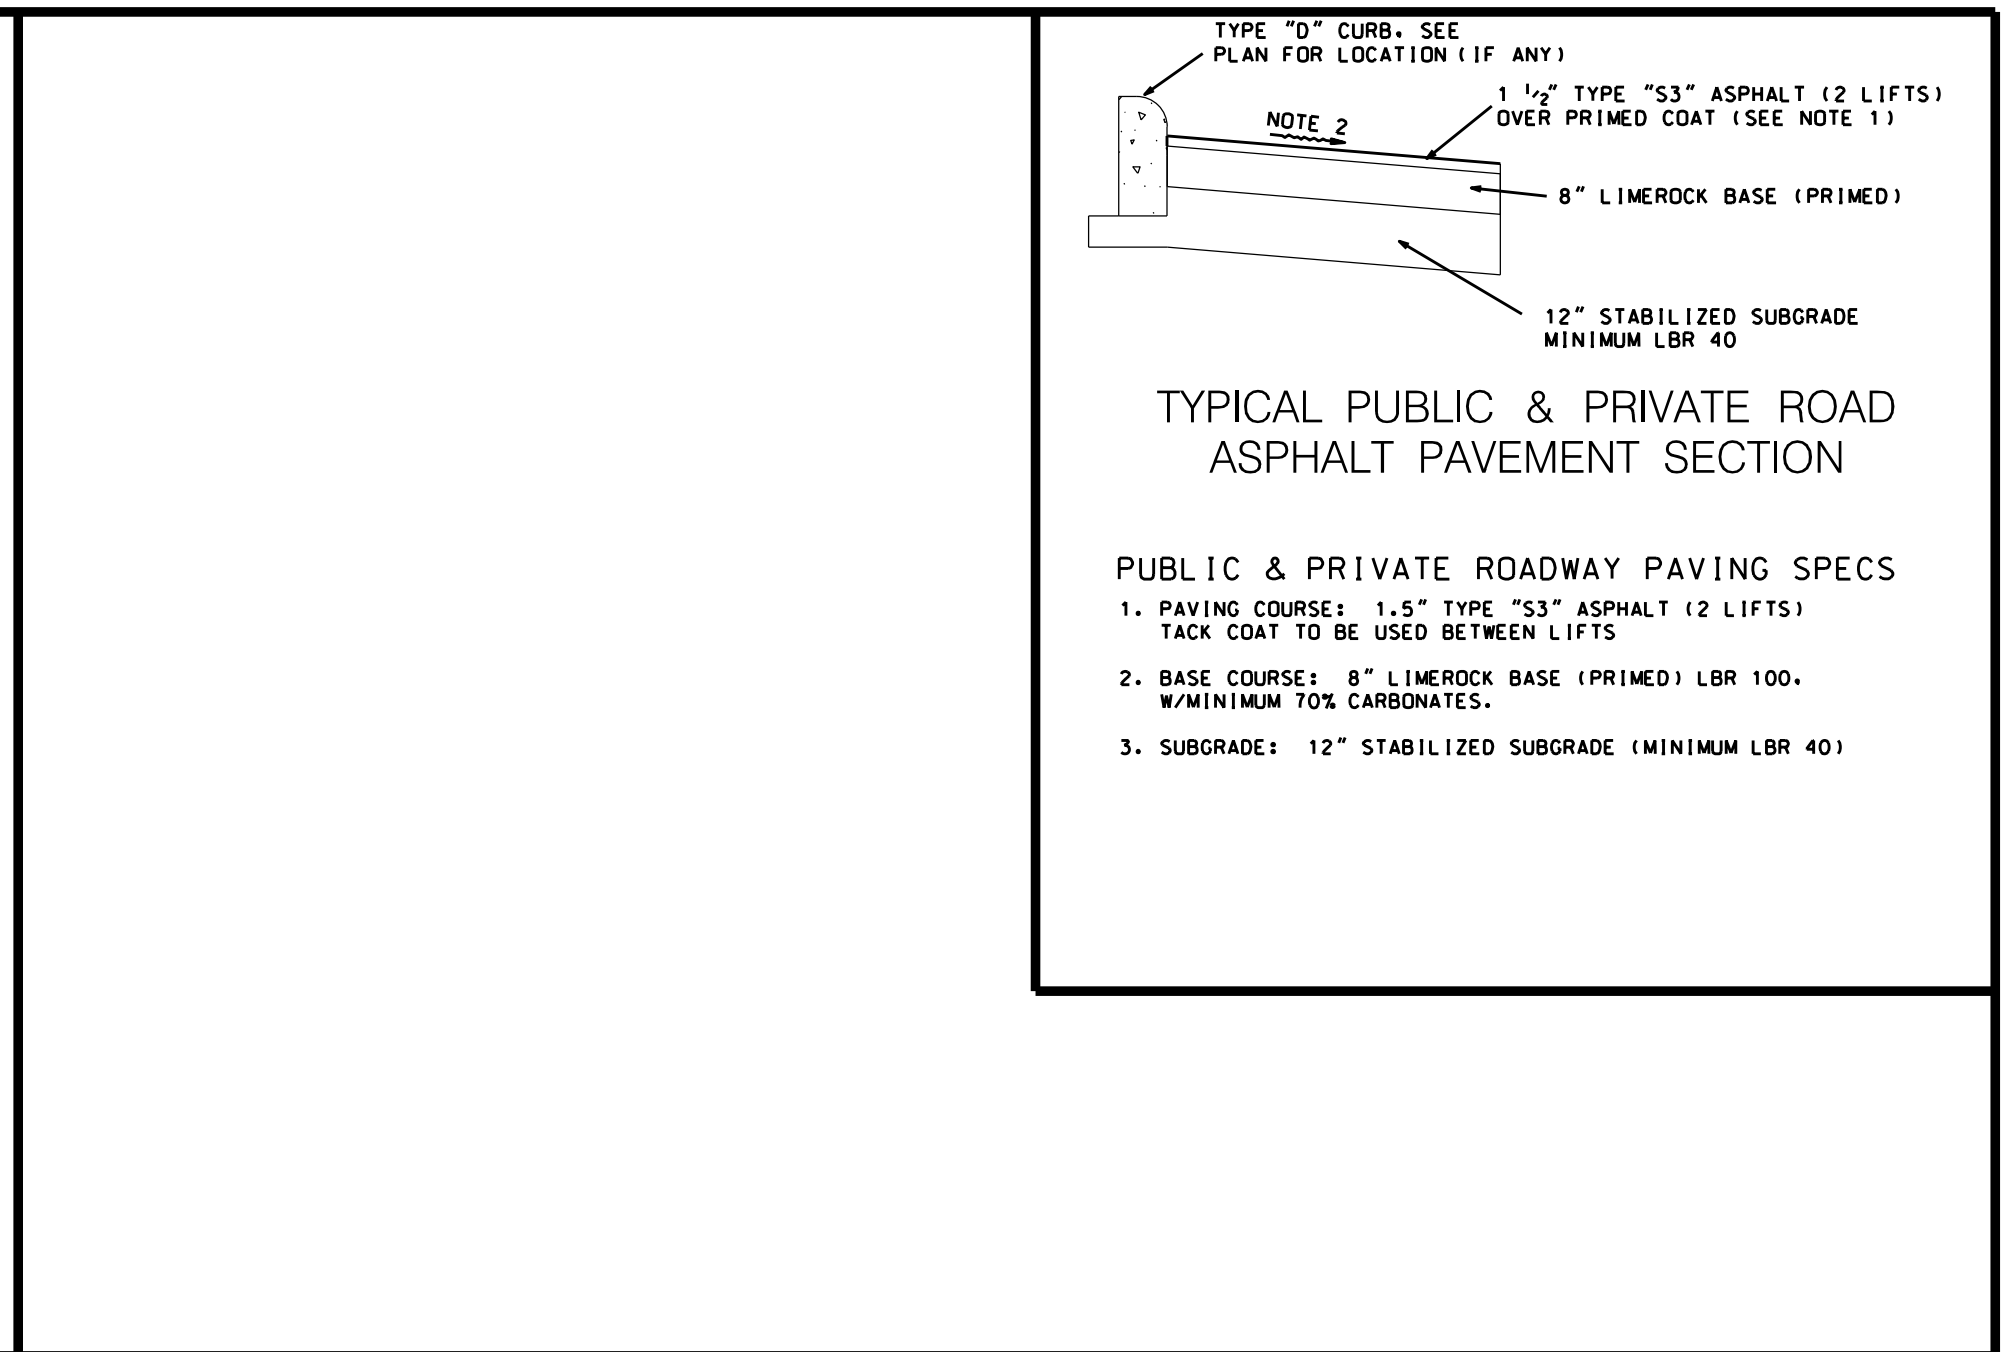 TYPE "D" CURB. SEE
PLAN FOR LOCATION (IF ANY)
1 1/2" TYPE "S3" ASPHALT (2 LIFTS)
OVER PRIMED COAT (SEE NOTE 1)
NOTE 2
8" LIMEROCK BASE (PRIMED)
12" STABILIZED SUBGRADE
MINIMUM LBR 40
TYPICAL PUBLIC & PRIVATE ROAD
ASPHALT PAVEMENT SECTION
PUBLIC & PRIVATE ROADWAY PAVING SPECS
1. PAVING COURSE: 1.5" TYPE "S3" ASPHALT (2 LIFTS)
TACK COAT TO BE USED BETWEEN LIFTS
2. BASE COURSE: 8" LIMEROCK BASE (PRIMED) LBR 100.
W/MINIMUM 70% CARBONATES.
3. SUBGRADE: 12" STABILIZED SUBGRADE (MINIMUM LBR 40)